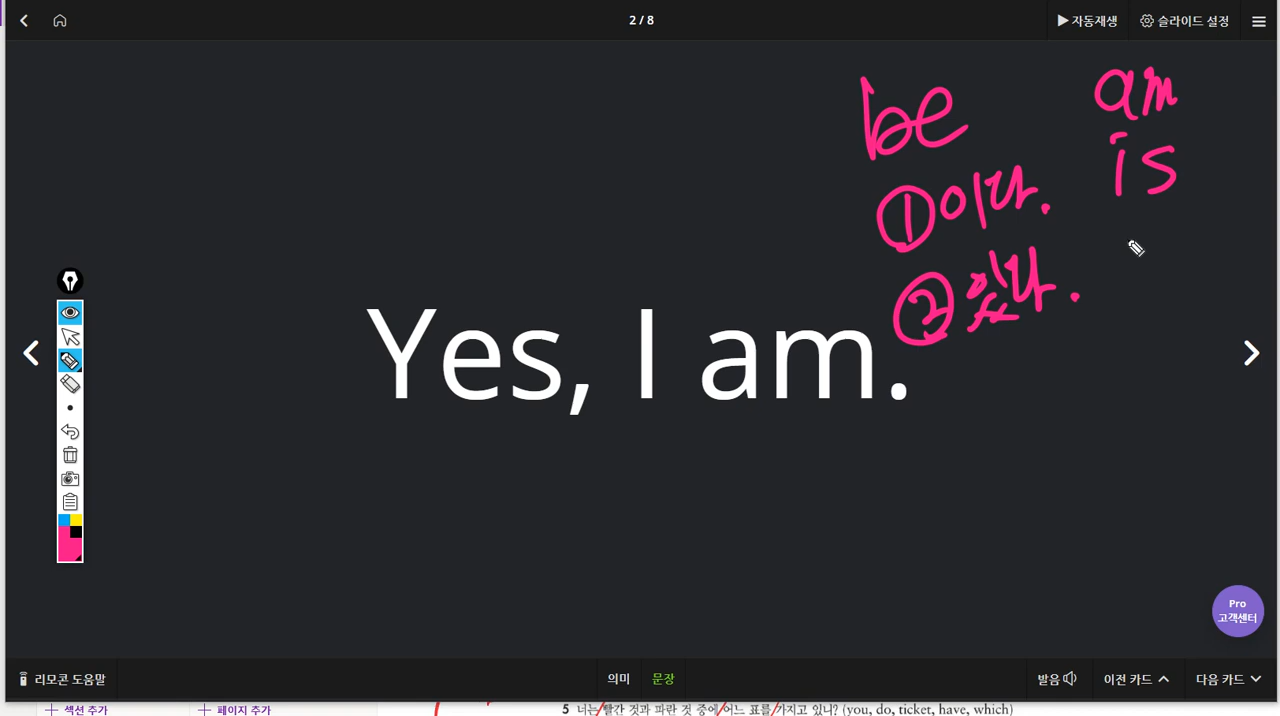 2 / 8
▶ 자동재생
슬라이드 설정
be
am
is
① 이다.
② 있다.
Yes, I am.
Pro
고객센터
리모콘 도움말
의미
문장
발음
이전 카드
다음 카드
섹션 추가
페이지 추가
5 너는 빨간 것과 파란 것 중에 어느 표를 가지고 있니? (you, do, ticket, have, which)